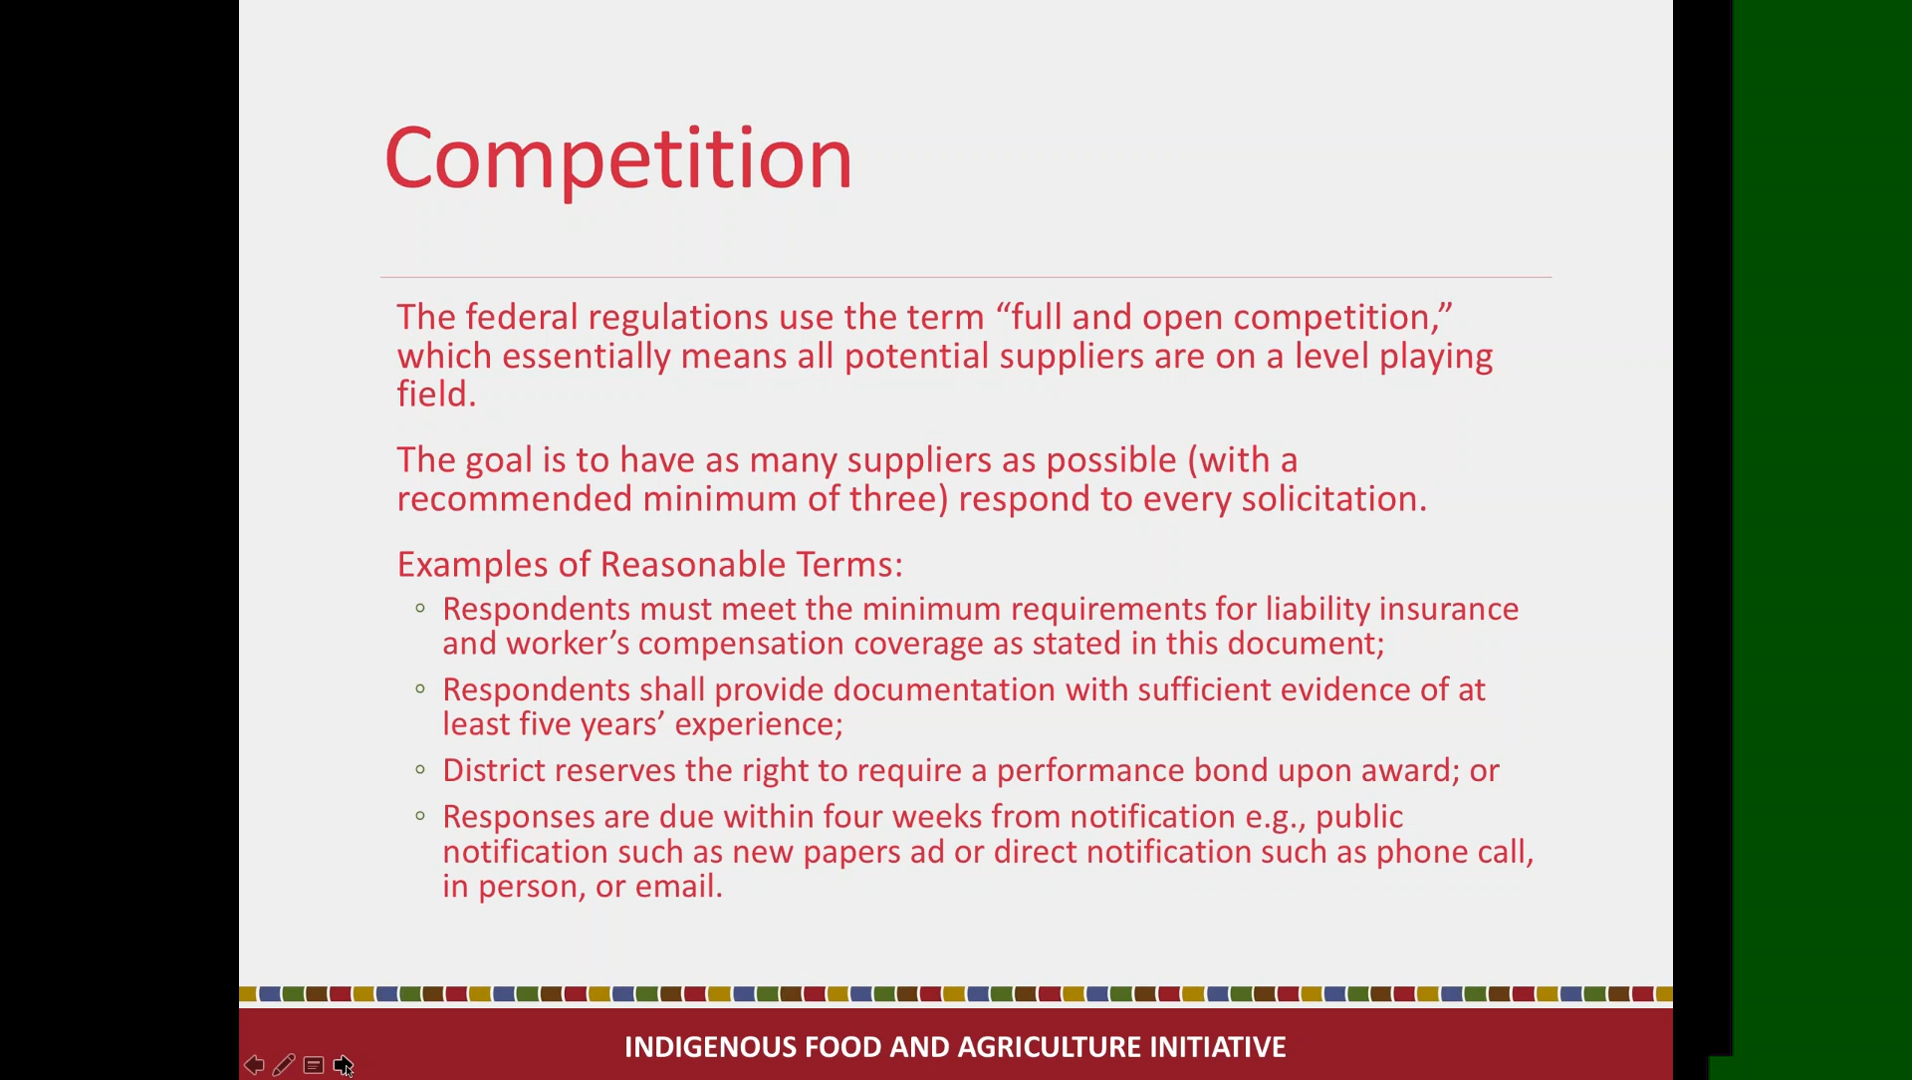 Competition
The federal regulations use the term “full and open competition,”
which essentially means all potential suppliers are on a level playing
field.
The goal is to have as many suppliers as possible (with a
recommended minimum of three) respond to every solicitation.
Examples of Reasonable Terms:
◦ Respondents must meet the minimum requirements for liability insurance
and worker’s compensation coverage as stated in this document;
◦ Respondents shall provide documentation with sufficient evidence of at
least five years’ experience;
◦ District reserves the right to require a performance bond upon award; or
◦ Responses are due within four weeks from notification e.g., public
notification such as new papers ad or direct notification such as phone call,
in person, or email.
INDIGENOUS FOOD AND AGRICULTURE INITIATIVE